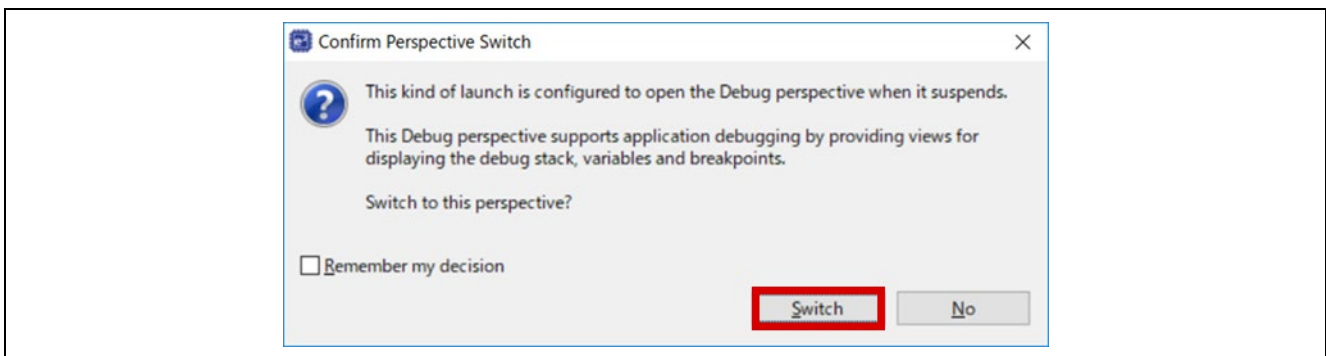 Confirm Perspective Switch
This kind of launch is configured to open the Debug perspective when it suspends.
This Debug perspective supports application debugging by providing views for
displaying the debug stack, variables and breakpoints.
Switch to this perspective?
Remember my decision
Switch No